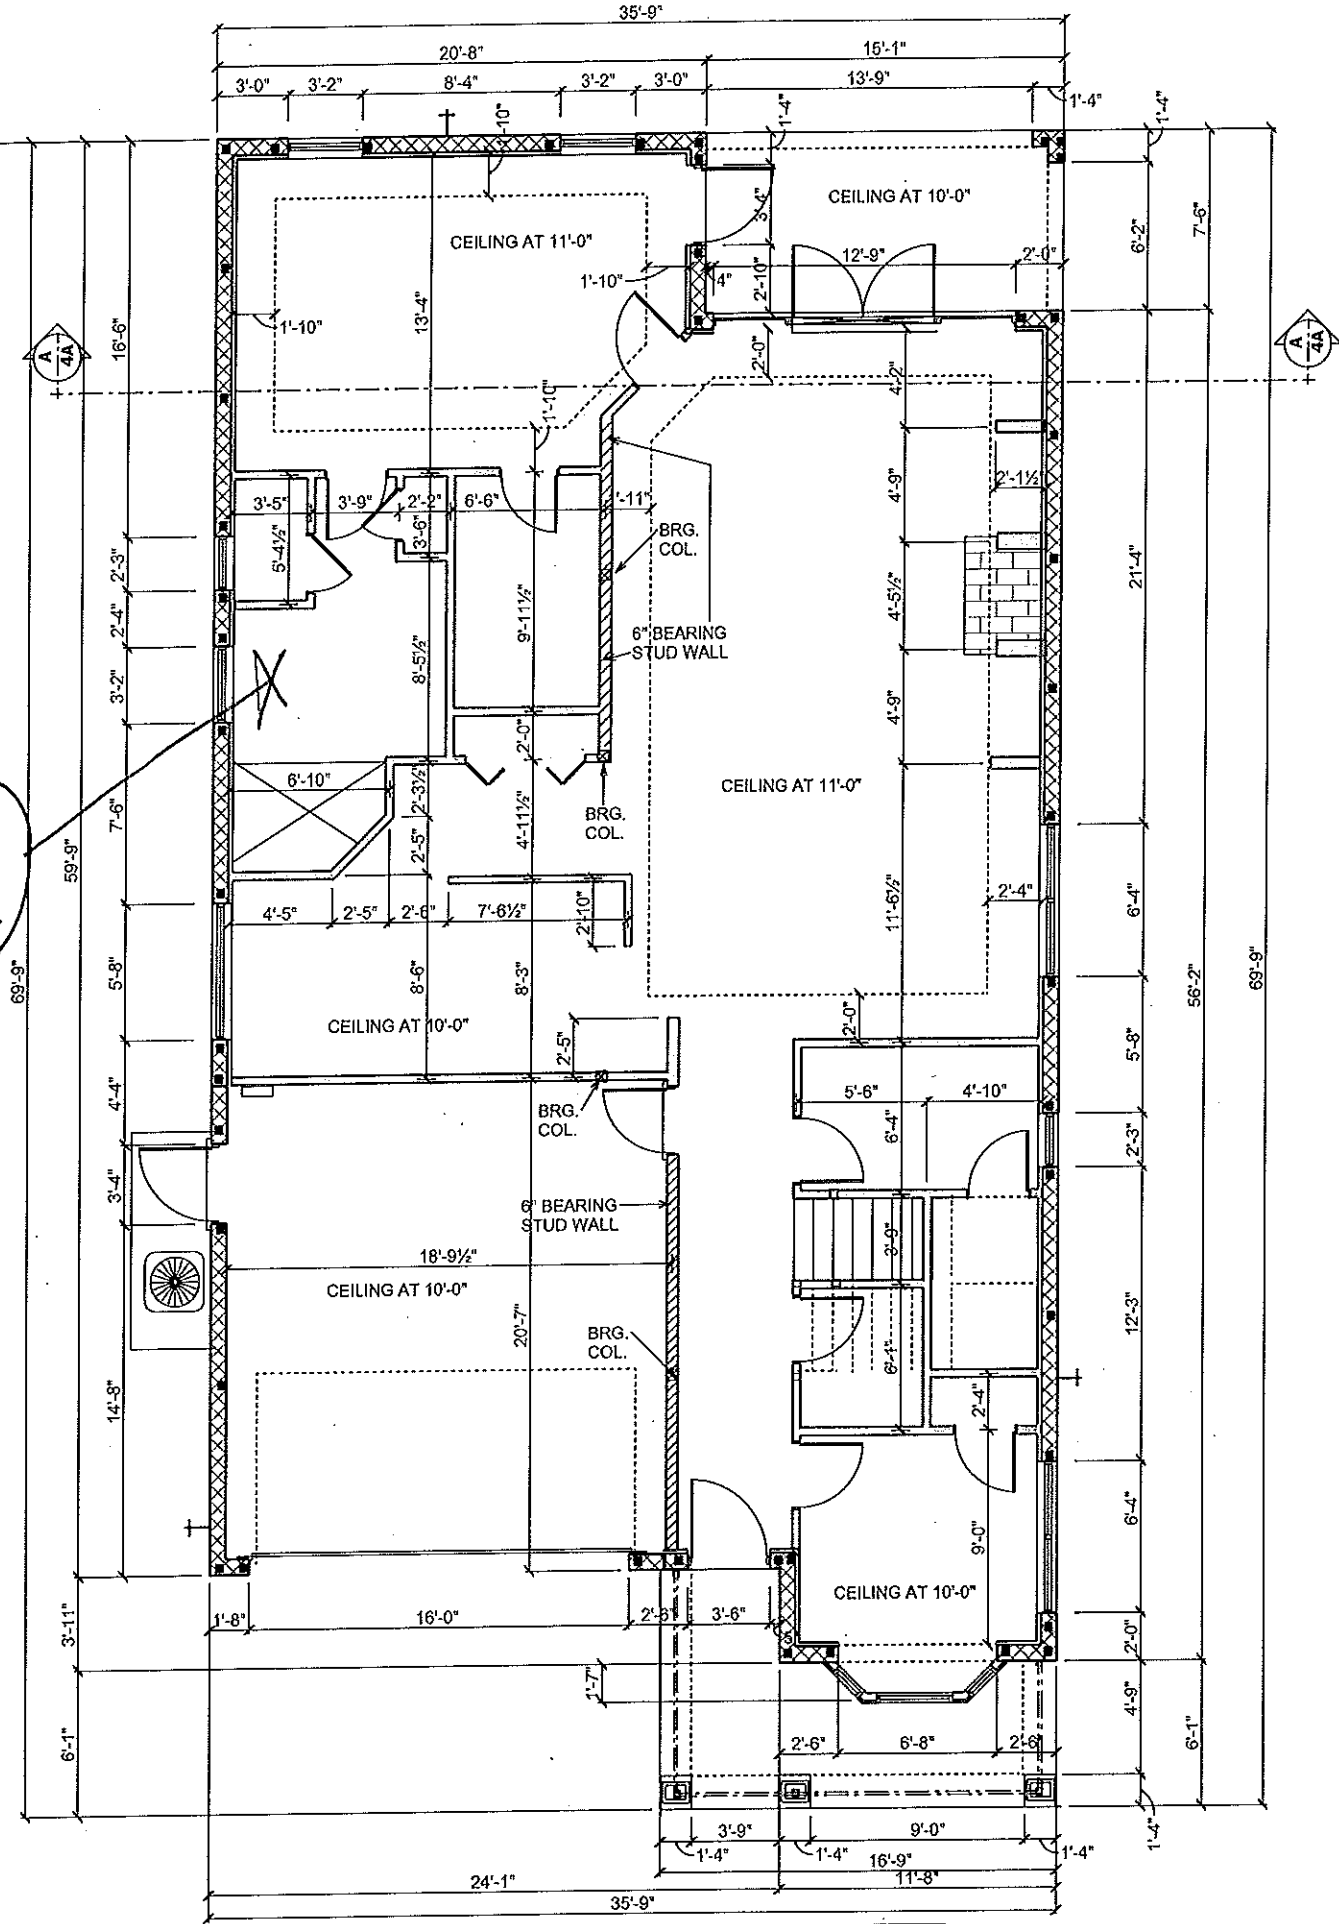 35'-9"
20'-8" 15'-1"
3'-0" 3'-2" 8'-4" 3'-2" 3'-0" 13'-9"
1'-4"
1'-4"
1'-4"
CEILING AT 10'-0"
CEILING AT 11'-0"
3'-4"
6'-2"
7'-6"
12'-9" 2'-0"
1'-10" 4"
2'-10"
13'-4"
1'-10"
16'-6"
A
4A
A
4A
2'-0"
4'-2"
1'-10"
4'-9"
2'-1½"
3'-5" 3'-9" 2'-2" 6'-6" -11"
3'-6"
5'-4½"
BRG.
COL.
2'-3"
21'-4"
4'-5½"
2'-4"
9'-11½"
6" BEARING
STUD WALL
8'-5½"
3'-2"
4'-9"
2'-0"
6'-10"
2'-3½"
CEILING AT 11'-0"
BRG.
COL.
7'-6"
4'-11½"
2'-5"
59'-9"
2'-4"
6'-4"
4'-5" 2'-5" 2'-6" 7'-6½"
2'-10"
11'-6½"
69'-9"
5'-8"
8'-6"
8'-3"
56'-2"
69'-9"
CEILING AT 10'-0"
2'-0"
2'-5"
5'-8"
4'-4"
5'-6" 4'-10"
BRG.
COL.
6'-4"
2'-3"
3'-4"
6" BEARING
STUD WALL
3'-9"
18'-9½"
CEILING AT 10'-0"
20'-7"
BRG.
COL.
6'-1"
12'-3"
14'-8"
2'-4"
6'-4"
9'-0"
CEILING AT 10'-0"
3'-11"
1'-8" 16'-0" 2'-6" 3'-6"
2'-0"
1'-7"
4'-9"
6'-1"
2'-6" 6'-8" 2'-6"
6'-1"
3'-9" 9'-0"
1'-4" 1'-4" 1'-4"
1'-4"
16'-9"
24'-1" 11'-8"
35'-9"